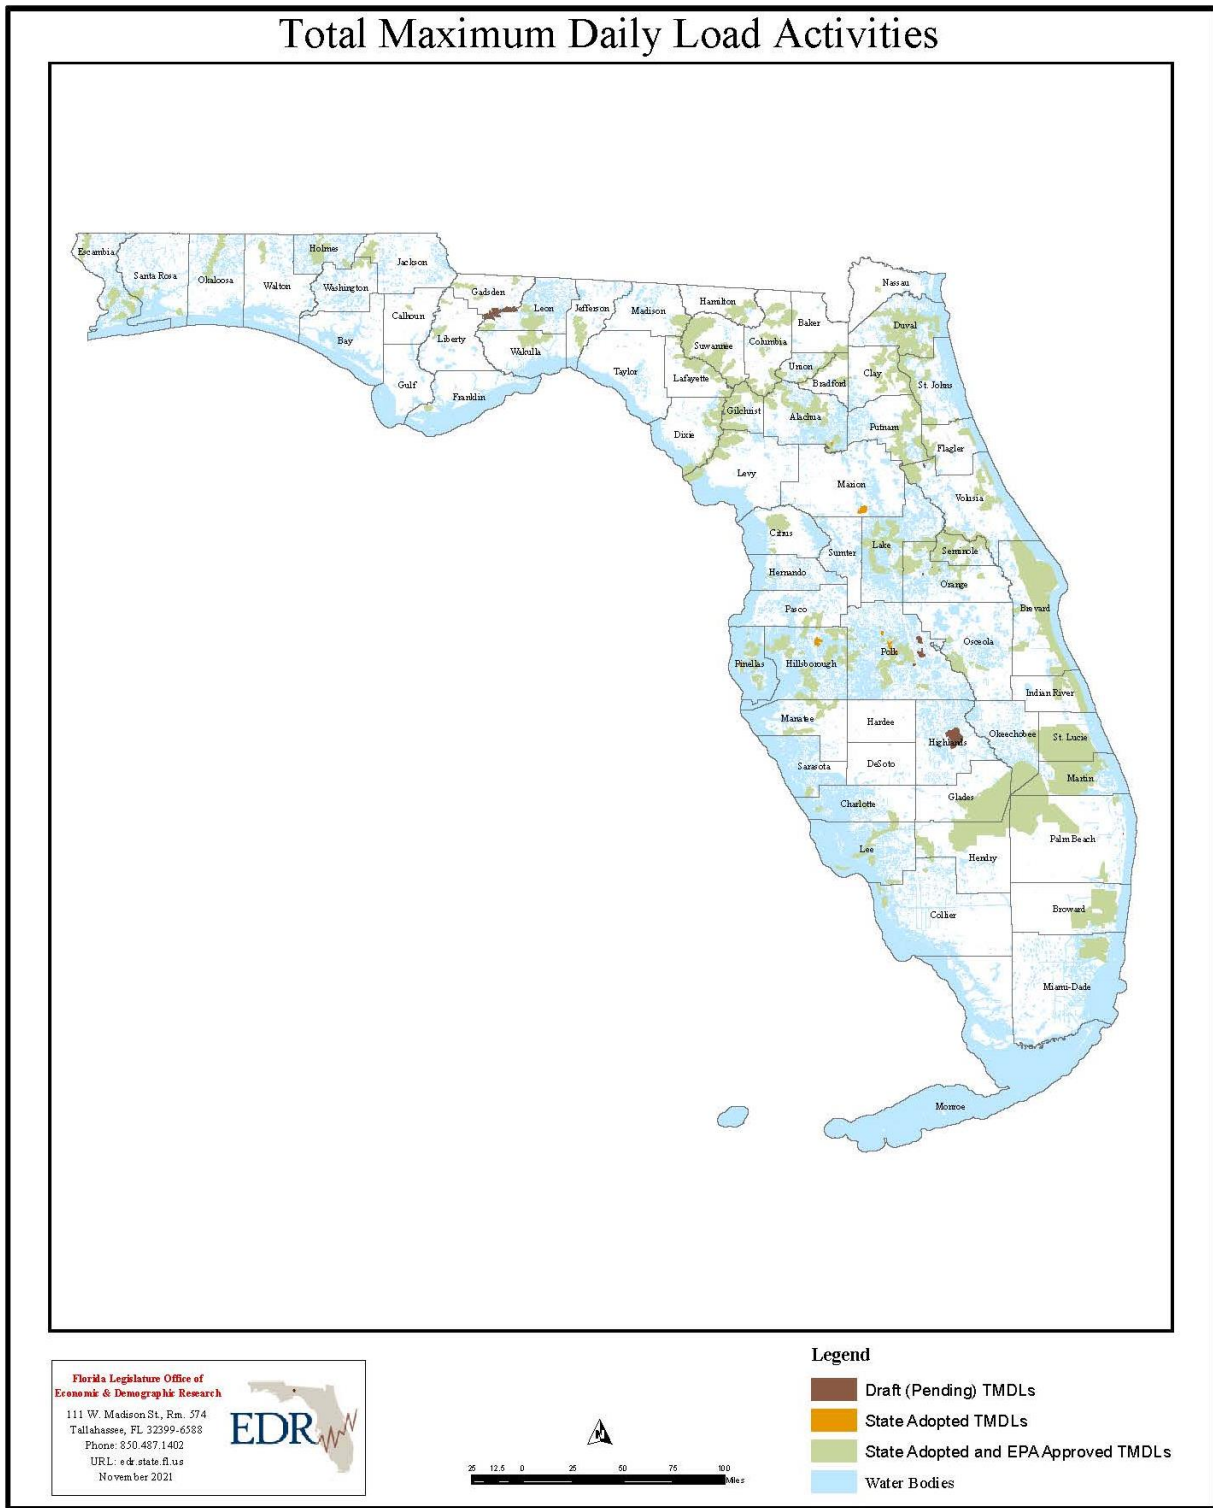 Total Maximum Daily Load Activities
Escambia
Santa Rosa
Okaloosa
Walton
Holmes
Washington
Jackson
Bay
Calhoun
Gulf
Liberty
Gadsden
Franklin
Leon
Wakulla
Jefferson
Madison
Taylor
Hamilton
Suwannee
Lafayette
Columbia
Dixie
Gilchrist
Baker
Union
Bradford
Alachua
Levy
Nassau
Duval
Clay
St. Johns
Putnam
Flagler
Marion
Volusia
Citrus
Sumter
Lake
Seminole
Hernando
Orange
Brevard
Pasco
Osceola
Pinellas
Hillsborough
Polk
Indian River
Manatee
Hardee
Highlands
Okeechobee
St. Lucie
Sarasota
DeSoto
Martin
Charlotte
Glades
Palm Beach
Lee
Hendry
Broward
Collier
Miami-Dade
Monroe
Florida Legislature Office of
Economic & Demographic Research
111 W. Madison St., Rm. 574
Tallahassee, FL 32399-6588
Phone: 850.487.1402
URL: edr.state.fl.us
November 2021
EDR
N
25 12.5 0 25 50 75 100
Miles
Legend
Draft (Pending) TMDLs
State Adopted TMDLs
State Adopted and EPA Approved TMDLs
Water Bodies